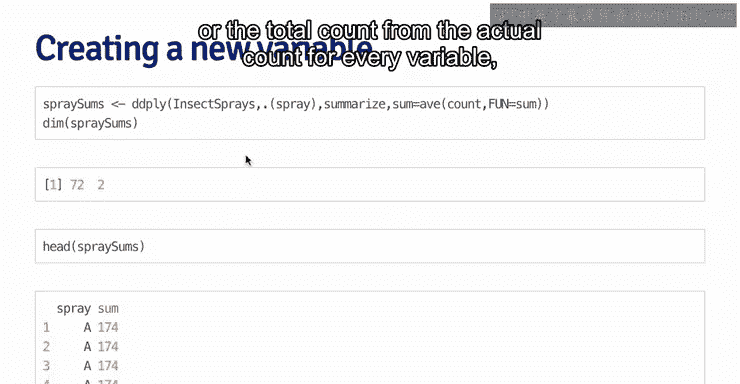 or the total count from the actual
Creating a new variable
count for every variable,
spraySums <- ddply(InsectSprays,.(spray),summarize,sum=ave(count,FUN=sum))
dim(spraySums)
[1] 72  2
head(spraySums)
spray sum
1 A 174
2 A 174
3 A 174
A 174